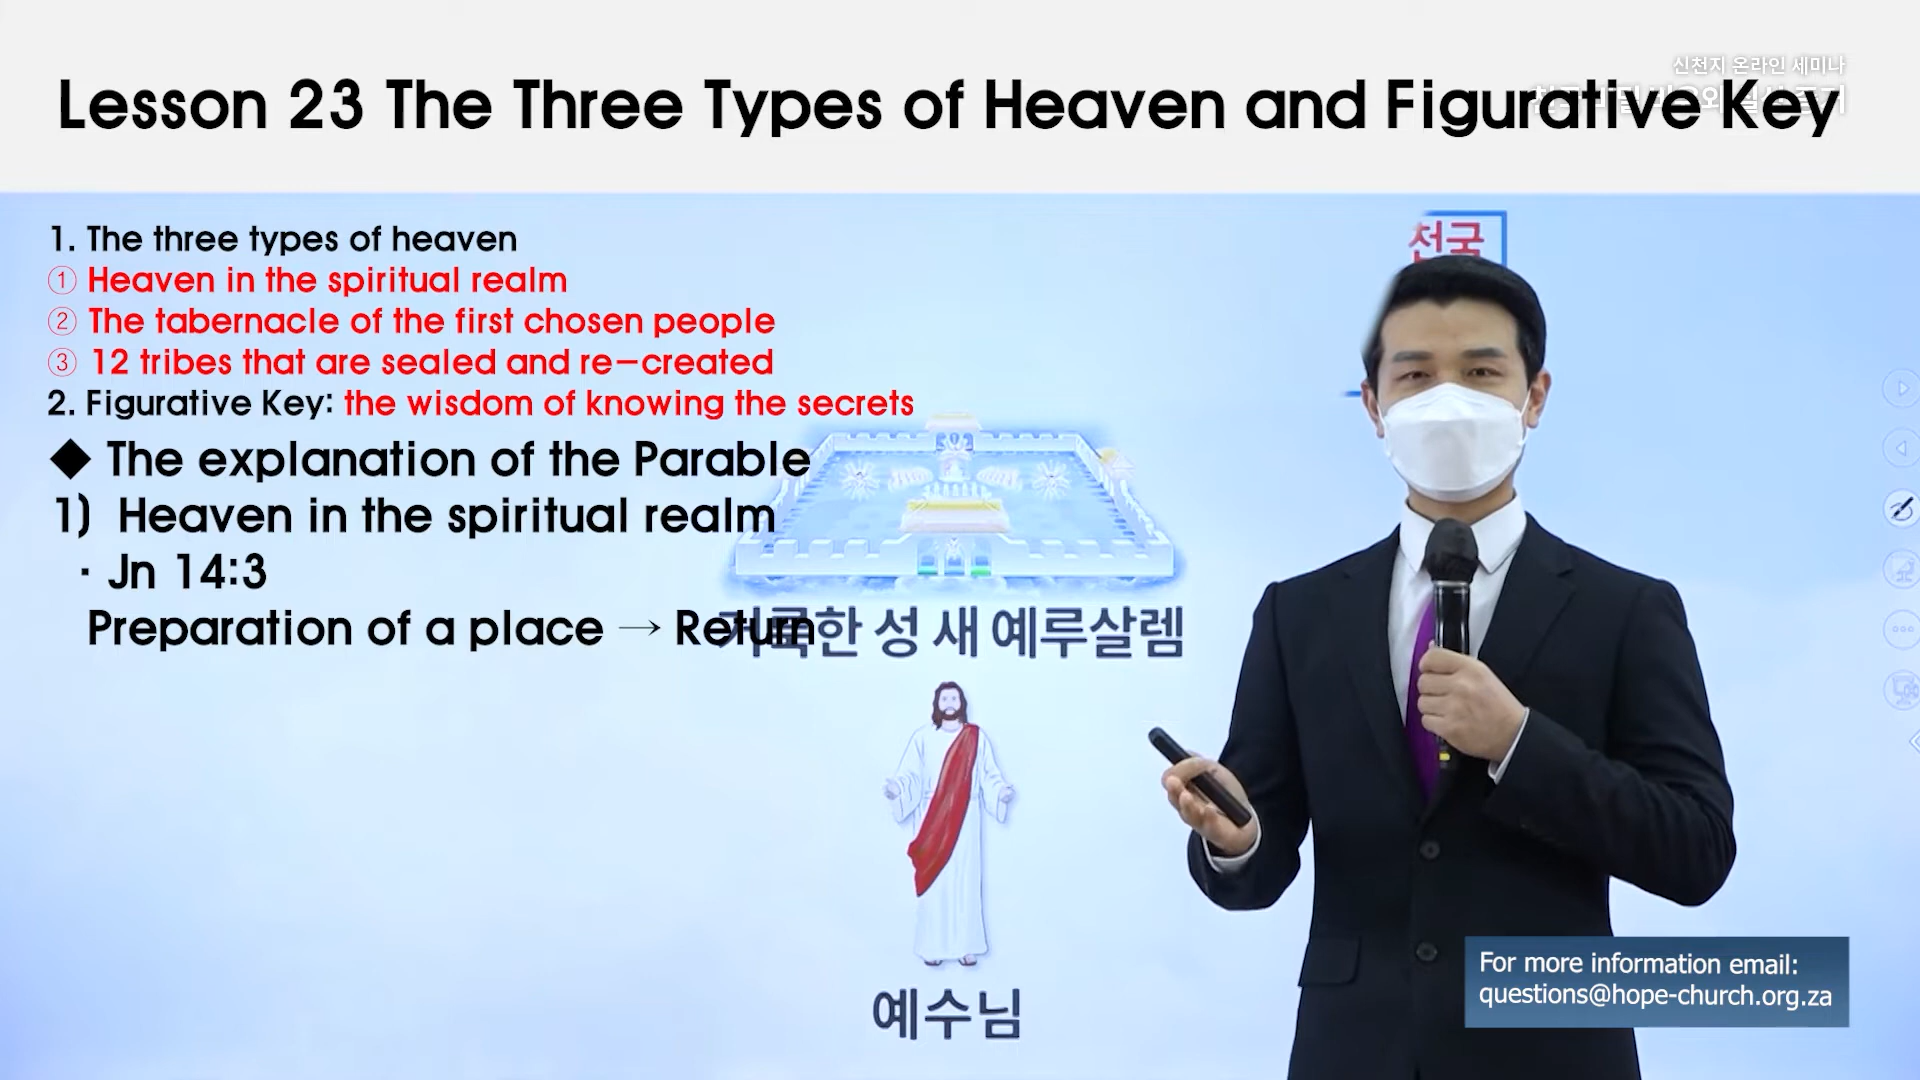 신천지 온라인 세미나
Lesson 23 The Three Types of Heaven and Figurative Key
천국
1. The three types of heaven
① Heaven in the spiritual realm
② The tabernacle of the first chosen people
③ 12 tribes that are sealed and re-created
2. Figurative Key: the wisdom of knowing the secrets
◆ The explanation of the Parable
1) Heaven in the spiritual realm
· Jn 14:3
Preparation of a place → Return
거룩한 성 새 예루살렘
예수님
For more information email:
questions@hope-church.org.za